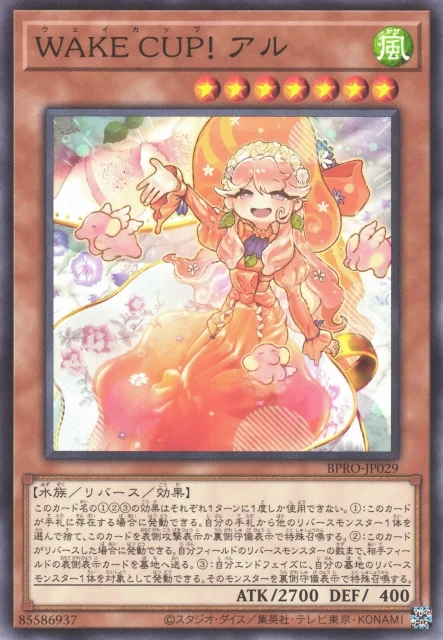 ウェイカップ
WAKE CUP! アル
かぜ
風
BPRO-JP029
【水族／リバース／効果】
このカード名の①②③の効果はそれぞれ1ターンに1度しか使用できない。①：このカード
が手札に存在する場合に発動できる。自分の手札から他のリバースモンスター1体
を選んで捨て、このカードを表側攻撃表示か裏側守備表示で特殊召喚する。②：このカード
がリバースした場合に発動できる。自分フィールドのリバースモンスターの数まで、相手フィー
ルドの表側表示カードを墓地へ送る。③：自分エンドフェイズに、自分の墓地のリバース
モンスター1体を対象として発動できる。そのモンスターを裏側守備表示で特殊召喚する。
ATK/2700 DEF/ 400
85586937
©スタジオ・ダイス／集英社・テレビ東京・KONAMI